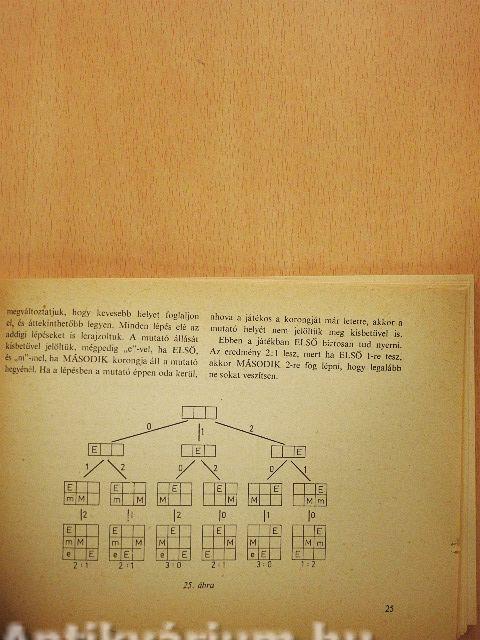 megváltoztatjuk, hogy kevesebb helyet foglaljon
el, és áttekinthetőbb legyen. Minden lépés elé az
addigi lépéseket is lerajzoltuk. A mutató állását
kisbetűvel jelöltük, mégpedig „e"-vel, ha ELSŐ,
és „m"-mel, ha MÁSODIK korongja áll a mutató
hegyénél. Ha a lépésben a mutató éppen oda kerül,
ahova a játékos a korongját már letette, akkor a
mutató helyét nem jelöltük meg kisbetűvel is.
Ebben a játékban ELSŐ biztosan tud nyerni.
Az eredmény 2:1 lesz, mert ha ELSŐ 1-re tesz,
akkor MÁSODIK 2-re fog lépni, hogy legalább
ne sokat veszítsen.
0 1 2
E E E
1 2 0 2 0 1
E E E E E E
m M m M M M M M m
2 1 2 0 1 0
E E E E E E
m M m M M M M M m
e E e E E E e E E
2:1 2:1 3:0 2:1 3:0 1:2
25. ábra
25
Antikvárium.hu